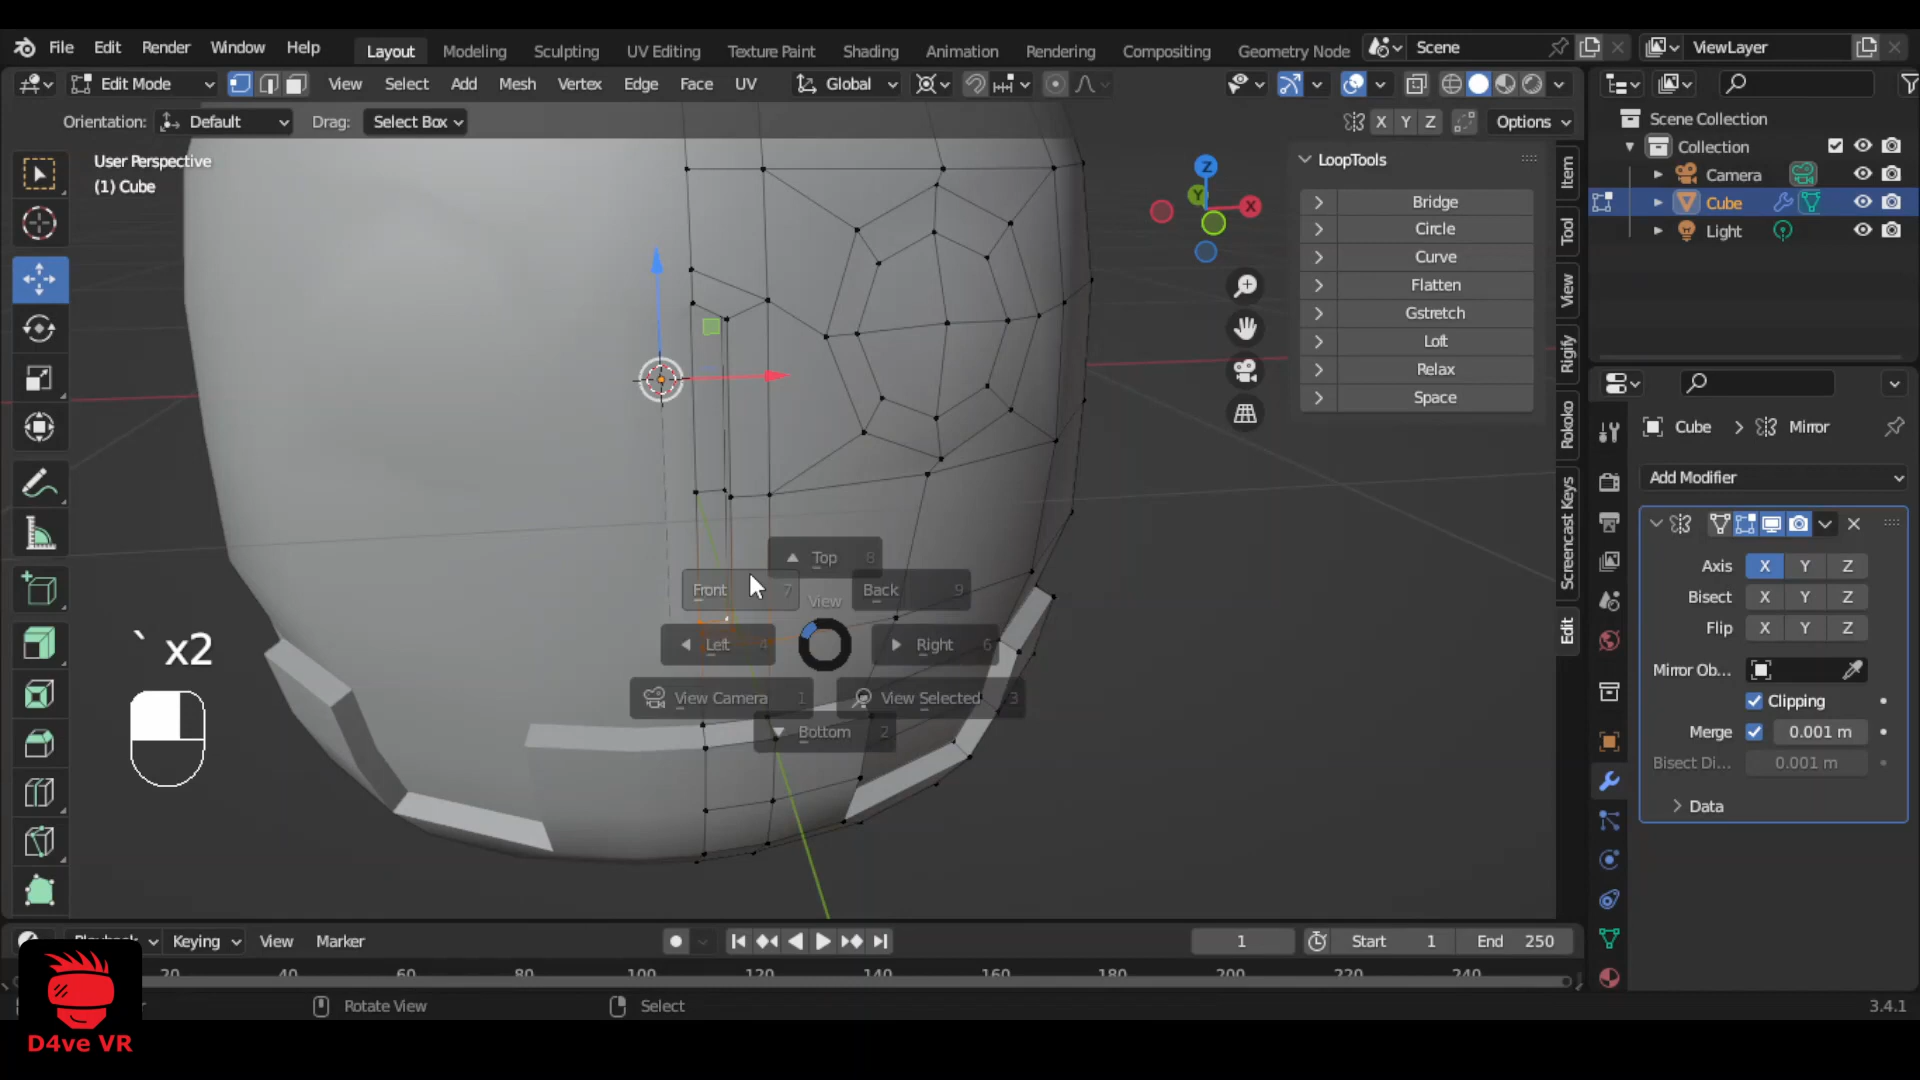 File Edit Render Window Help Layout Modeling Sculpting UV Editing Texture Paint Shading Animation Rendering Compositing Geometry Node Scene ViewLayer
Edit Mode View Select Add Mesh Vertex Edge Face UV Global
Orientation: Default Drag: Select Box X Y Z Options
User Perspective
(1) Cube
Z
Y
X
LoopTools
Bridge
Circle
Curve
Flatten
Gstretch
Loft
Relax
Space
Item
Tool
View
Rigify
Rokoko
Screencast Keys
Edit
Scene Collection
Collection
Camera
Cube
Light
Cube > Mirror
Add Modifier
Axis X Y Z
Bisect X Y Z
Flip X Y Z
Mirror Ob...
Clipping
Merge 0.001 m
Bisect Di... 0.001 m
Data
Top 8
Front 7
Back 9
View
Left 4
Right 6
View Camera 1
View Selected 3
Bottom 2
` x2
Keying View Marker
1 Start 1 End 250
20 40 60 80 100 120 140 160 180 200 220 240
Rotate View Select 3.4.1
D4ve VR